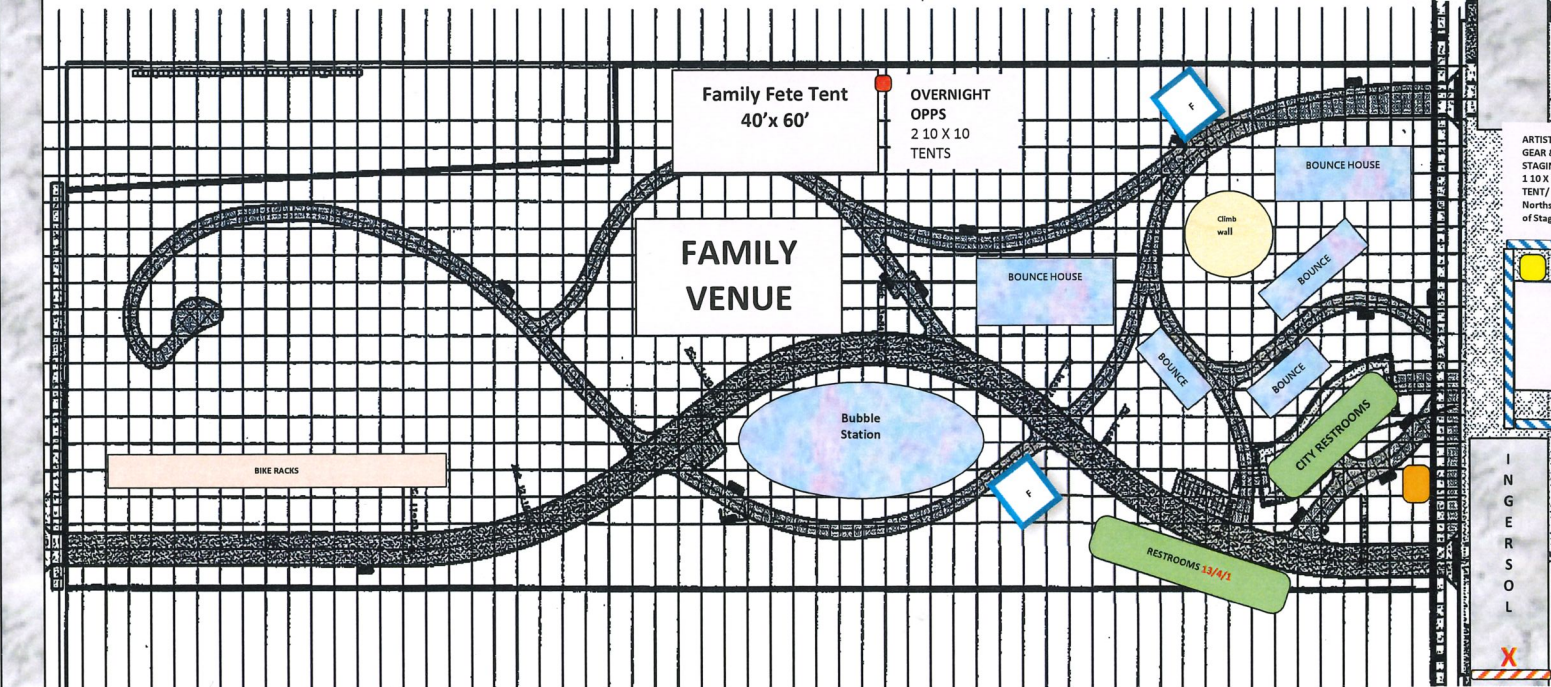 Family Fete Tent
40'x 60'
OVERNIGHT
OPPS
2 10 X 10
TENTS
F
BOUNCE HOUSE
ARTIST
GEAR &
STAGIN
1 10 X
TENT/
Norths
of Stag
Climb
wall
FAMILY
VENUE
BOUNCE HOUSE
BOUNCE
BOUNCE
BOUNCE
Bubble
Station
CITY RESTROOMS
BIKE RACKS
F
RESTROOMS 13/4/1
I
N
G
E
R
S
O
L
X